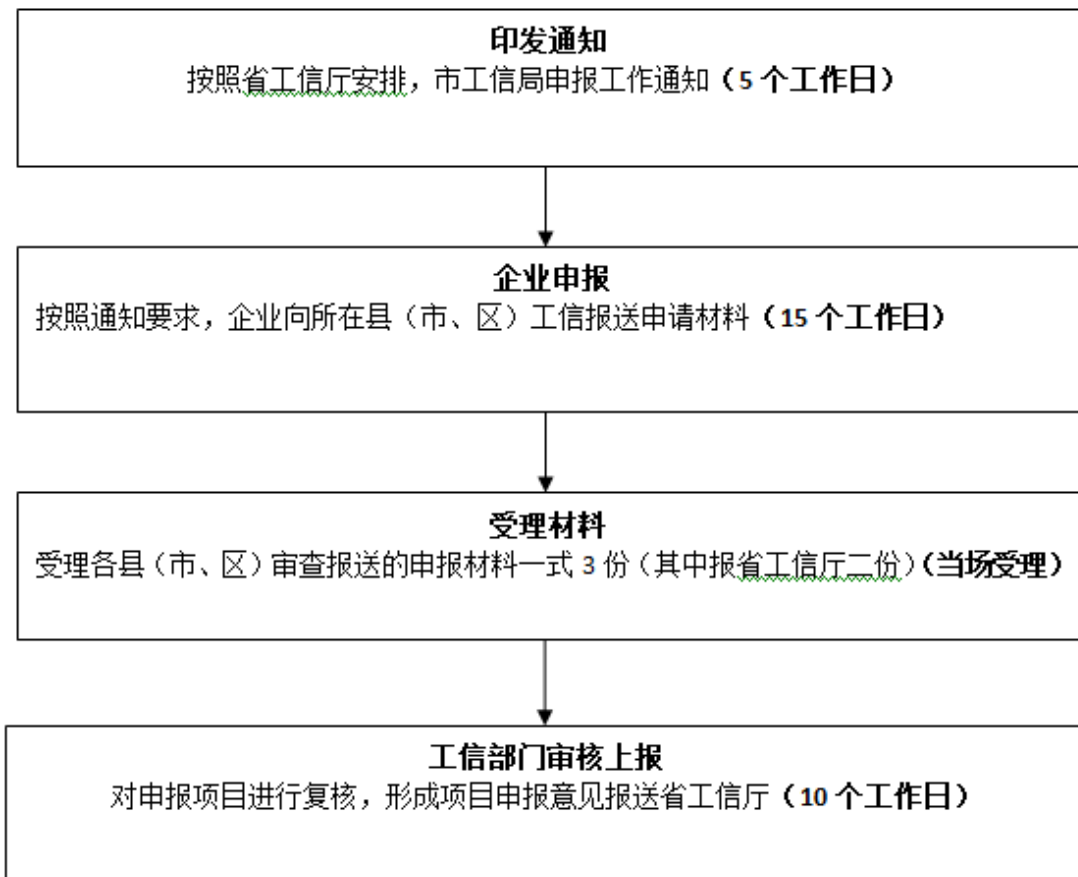 印发通知
按照省工信厅安排，市工信局申报工作通知（5 个工作日）
企业申报
按照通知要求，企业向所在县（市、区）工信报送申请材料（15 个工作日）
受理材料
受理各县（市、区）审查报送的申报材料一式 3 份（其中报省工信厅二份）（当场受理）
工信部门审核上报
对申报项目进行复核，形成项目申报意见报送省工信厅（10 个工作日）